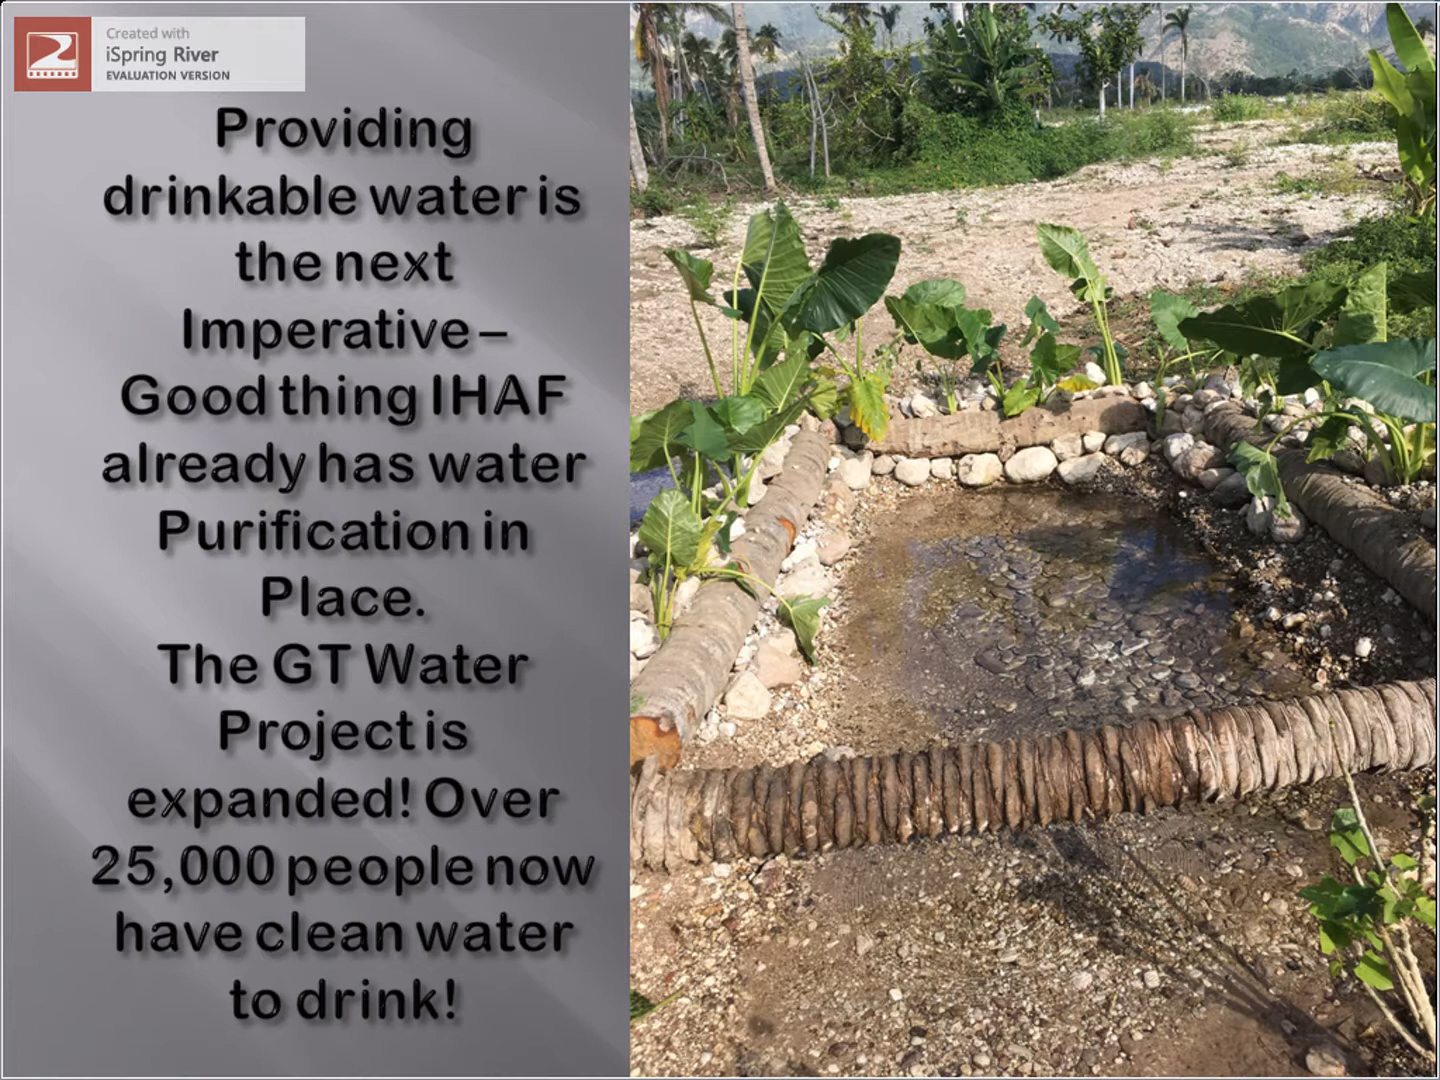 Created with
iSpring River
EVALUATION VERSION
Providing
drinkable water is
the next
Imperative –
Good thing IHAF
already has water
Purification in
Place.
The GT Water
Project is
expanded! Over
25,000 people now
have clean water
to drink!